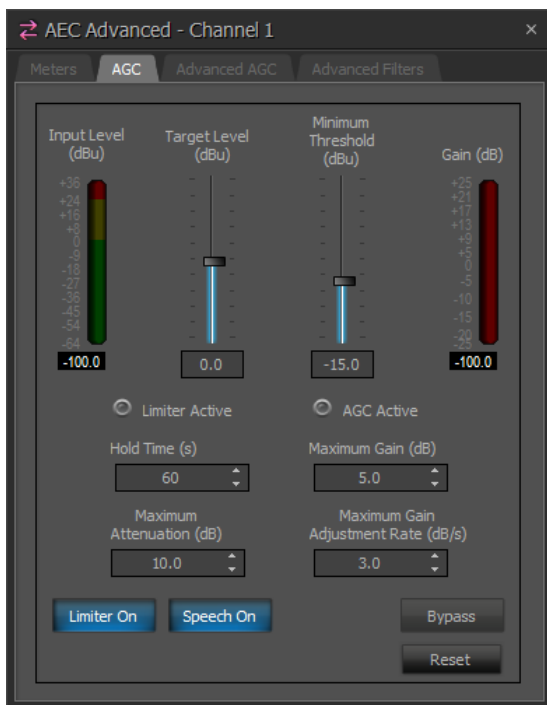 AEC Advanced - Channel 1
×
Meters
AGC
Advanced AGC
Advanced Filters
Input Level
(dBu)
+36
+24
+16
+8
0
-9
-18
-27
-36
-45
-54
-64
-100.0
Target Level
(dBu)
0.0
Minimum
Threshold
(dBu)
-15.0
Gain (dB)
+25
+21
+17
+13
+9
+5
0
-5
-10
-15
-20
-25
-100.0
Limiter Active
AGC Active
Hold Time (s)
60
Maximum Gain (dB)
5.0
Maximum
Attenuation (dB)
10.0
Maximum Gain
Adjustment Rate (dB/s)
3.0
Limiter On
Speech On
Bypass
Reset